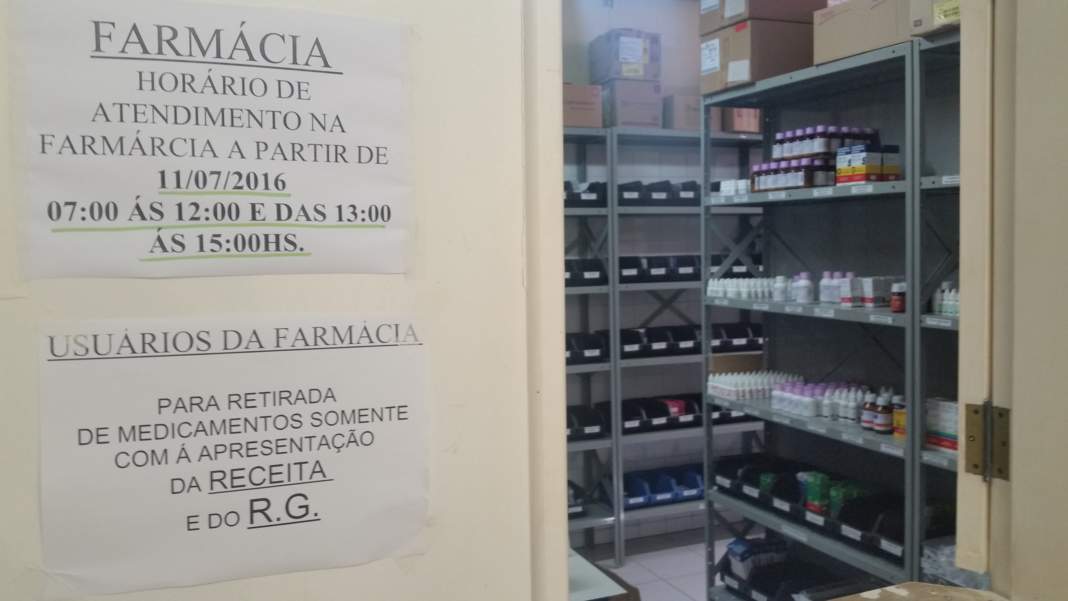 FARMÁCIA
HORÁRIO DE
ATENDIMENTO NA
FARMÁRCIA A PARTIR DE
11/07/2016
07:00 ÁS 12:00 E DAS 13:00
ÁS 15:00HS.
USUÁRIOS DA FARMÁCIA
PARA RETIRADA
DE MEDICAMENTOS SOMENTE
COM Á APRESENTAÇÃO
DA RECEITA
E DO R.G.